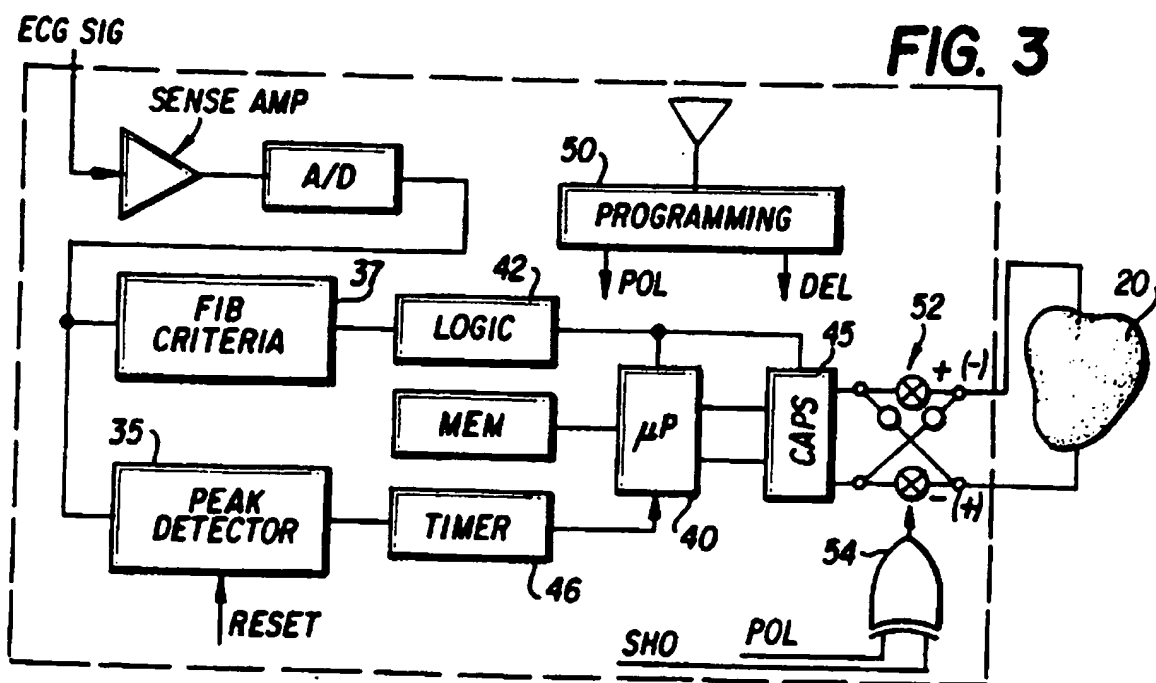 ECG SIG
FIG. 3
SENSE AMP
A/D
50
PROGRAMMING
POL
DEL
37
FIB
CRITERIA
42
LOGIC
45
CAPS
52
+ (-)
- (+)
20
MEM
μP
40
35
PEAK
DETECTOR
TIMER
46
RESET
54
SHO
POL